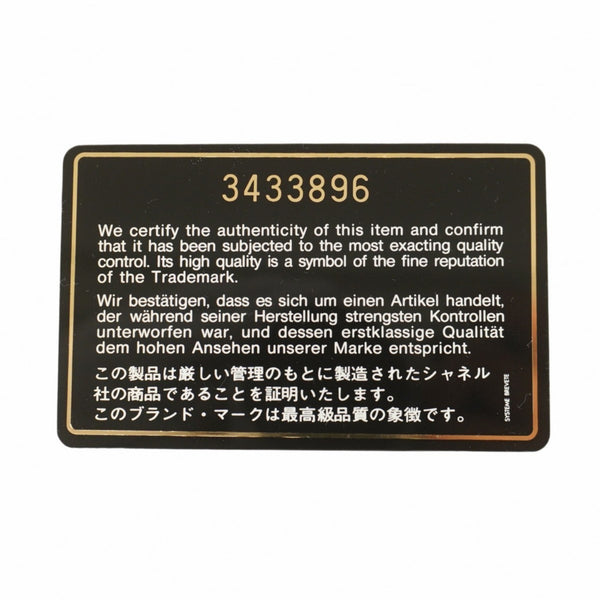 3433896
We certify the authenticity of this item and confirm
that it has been subjected to the most exacting quality
control. Its high quality is a symbol of the fine reputation
of the Trademark.
Wir bestätigen, dass es sich um einen Artikel handelt,
der während seiner Herstellung strengsten Kontrollen
unterworfen war, und dessen erstklassige Qualität
dem hohen Ansehen unserer Marke entspricht.
この製品は厳しい管理のもとに製造されたシャネル
社の商品であることを証明いたします。
このブランド・マークは最高級品質の象徴です。
SYSTEME BREVETE